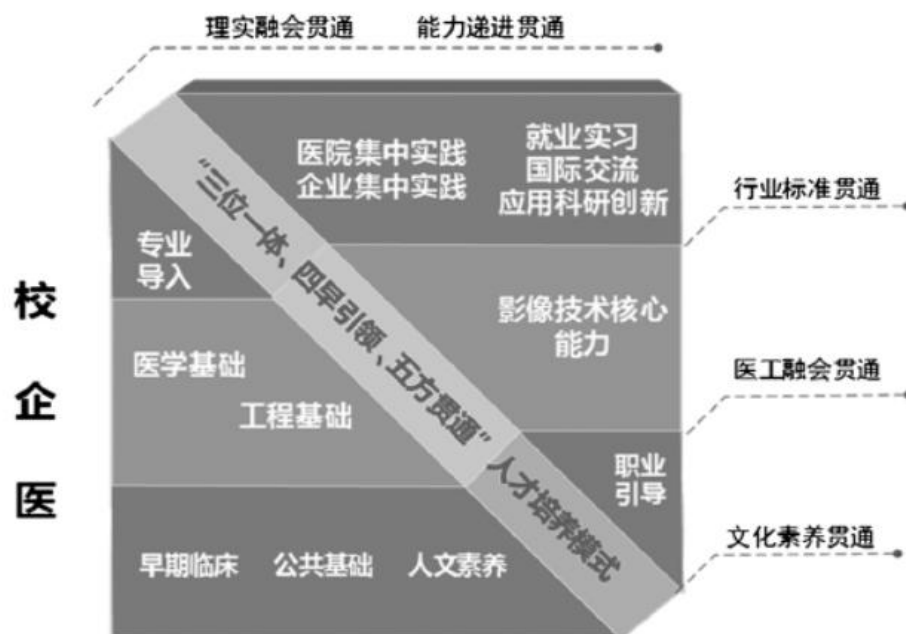 理实融会贯通 能力递进贯通
医院集中实践
企业集中实践
就业实习
国际交流
应用科研创新
行业标准贯通
专业
导入
“三位一体、四早引领、五方贯通”人才培养模式
校
企
医
影像技术核心
能力
医学基础
工程基础
医工融会贯通
职业
引导
文化素养贯通
早期临床 公共基础 人文素养